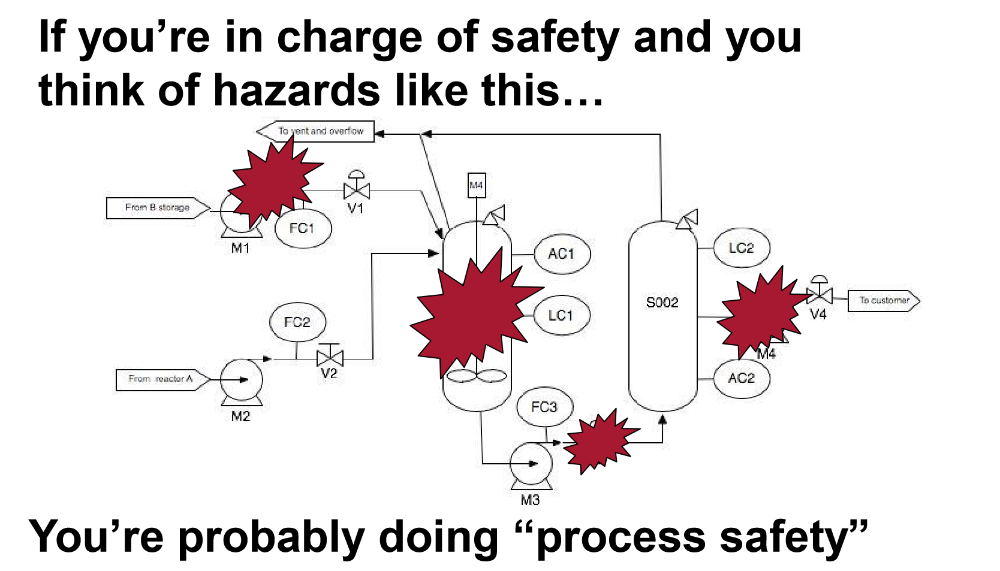 If you’re in charge of safety and you
think of hazards like this…
To vent and overflow
M4
From B storage
V1
FC1
M1
AC1
LC2
S002
To customer
V4
FC2
LC1
M4
V2
From reactor A
AC2
M2
FC3
M3
You’re probably doing “process safety”